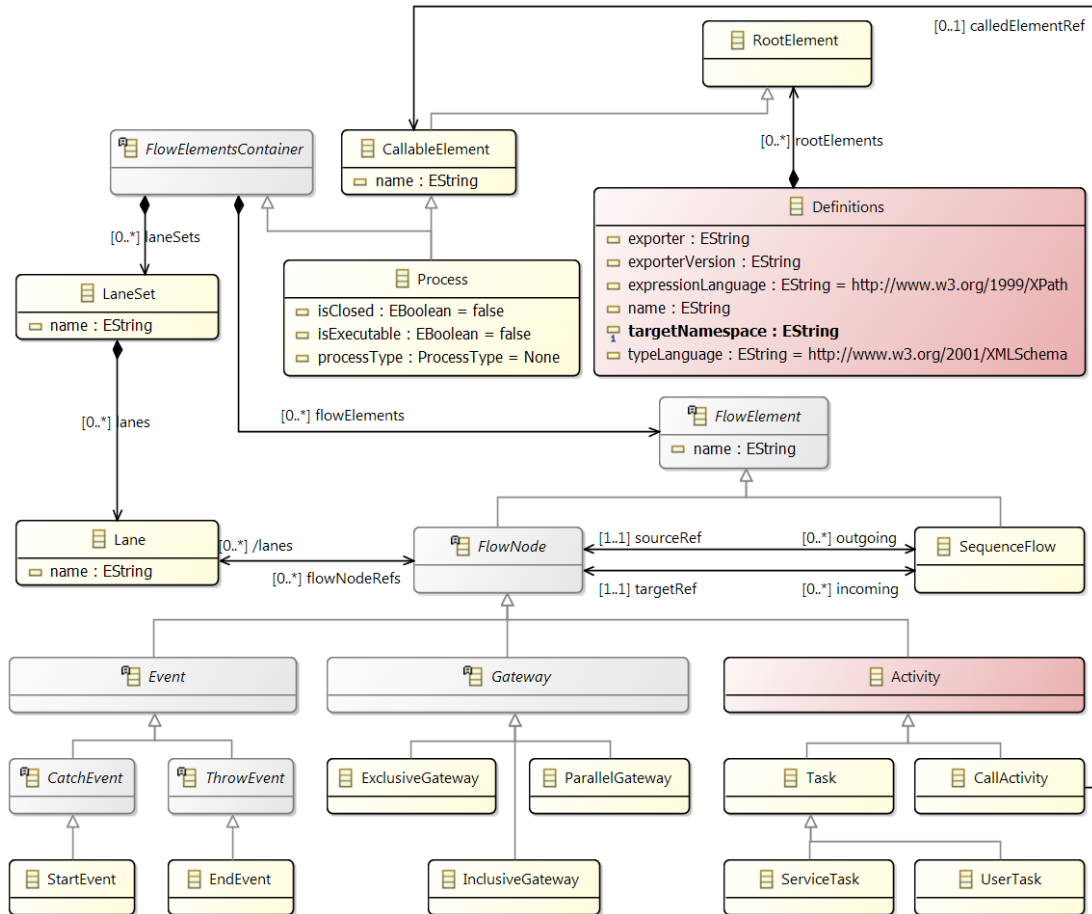 [0..1] calledElementRef
RootElement
FlowElementsContainer
CallableElement
name : EString
[0..*] rootElements
Definitions
exporter : EString
exporterVersion : EString
expressionLanguage : EString = http://www.w3.org/1999/XPath
name : EString
targetNamespace : EString
typeLanguage : EString = http://www.w3.org/2001/XMLSchema
[0..*] laneSets
LaneSet
name : EString
Process
isClosed : EBoolean = false
isExecutable : EBoolean = false
processType : ProcessType = None
[0..*] lanes
[0..*] flowElements
FlowElement
name : EString
Lane
name : EString
[0..*] /lanes
[0..*] flowNodeRefs
FlowNode
[1..1] sourceRef
[0..*] outgoing
[1..1] targetRef
[0..*] incoming
SequenceFlow
Event
Gateway
Activity
CatchEvent
ThrowEvent
ExclusiveGateway
ParallelGateway
Task
CallActivity
StartEvent
EndEvent
InclusiveGateway
ServiceTask
UserTask